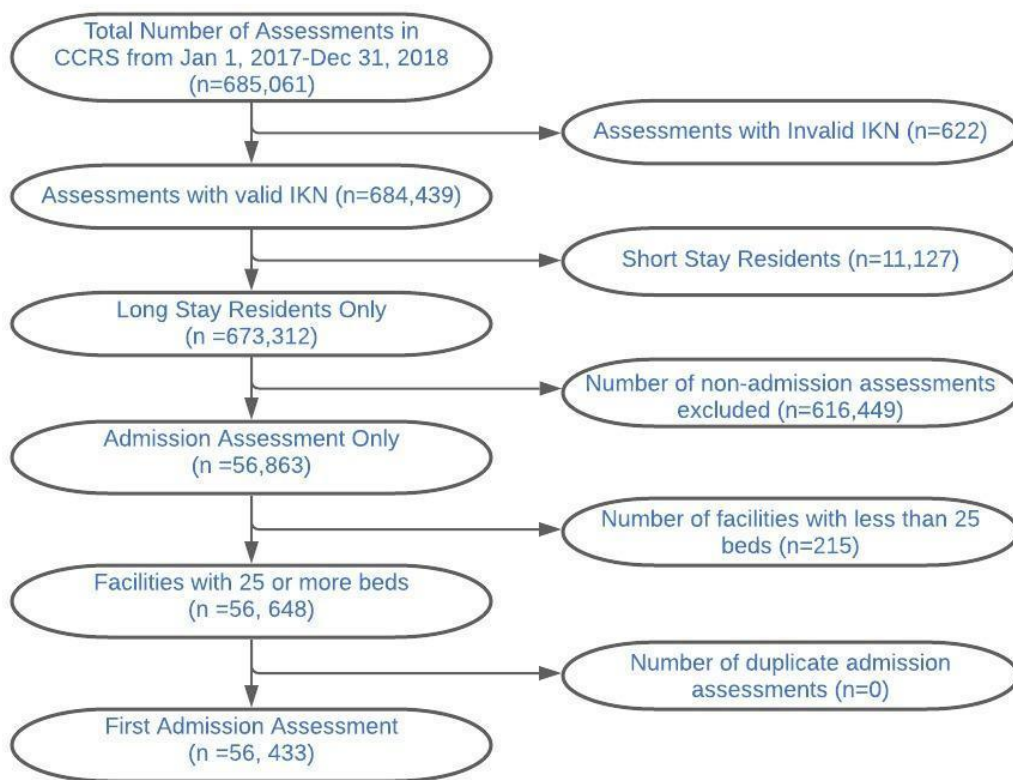 Total Number of Assessments in
CCRS from Jan 1, 2017-Dec 31, 2018
(n=685,061)
Assessments with Invalid IKN (n=622)
Assessments with valid IKN (n=684,439)
Short Stay Residents (n=11,127)
Long Stay Residents Only
(n =673,312)
Number of non-admission assessments
excluded (n=616,449)
Admission Assessment Only
(n =56,863)
Number of facilities with less than 25
beds (n=215)
Facilities with 25 or more beds
(n =56, 648)
Number of duplicate admission
assessments (n=0)
First Admission Assessment
(n =56, 433)